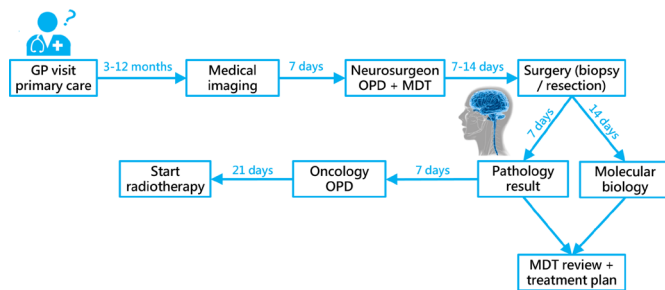 ?
GP visit
primary care
3-12 months
Medical
imaging
7 days
Neurosurgeon
OPD + MDT
7-14 days
Surgery (biopsy
/ resection)
7 days
14 days
Start
radiotherapy
21 days
Oncology
OPD
7 days
Pathology
result
Molecular
biology
MDT review +
treatment plan